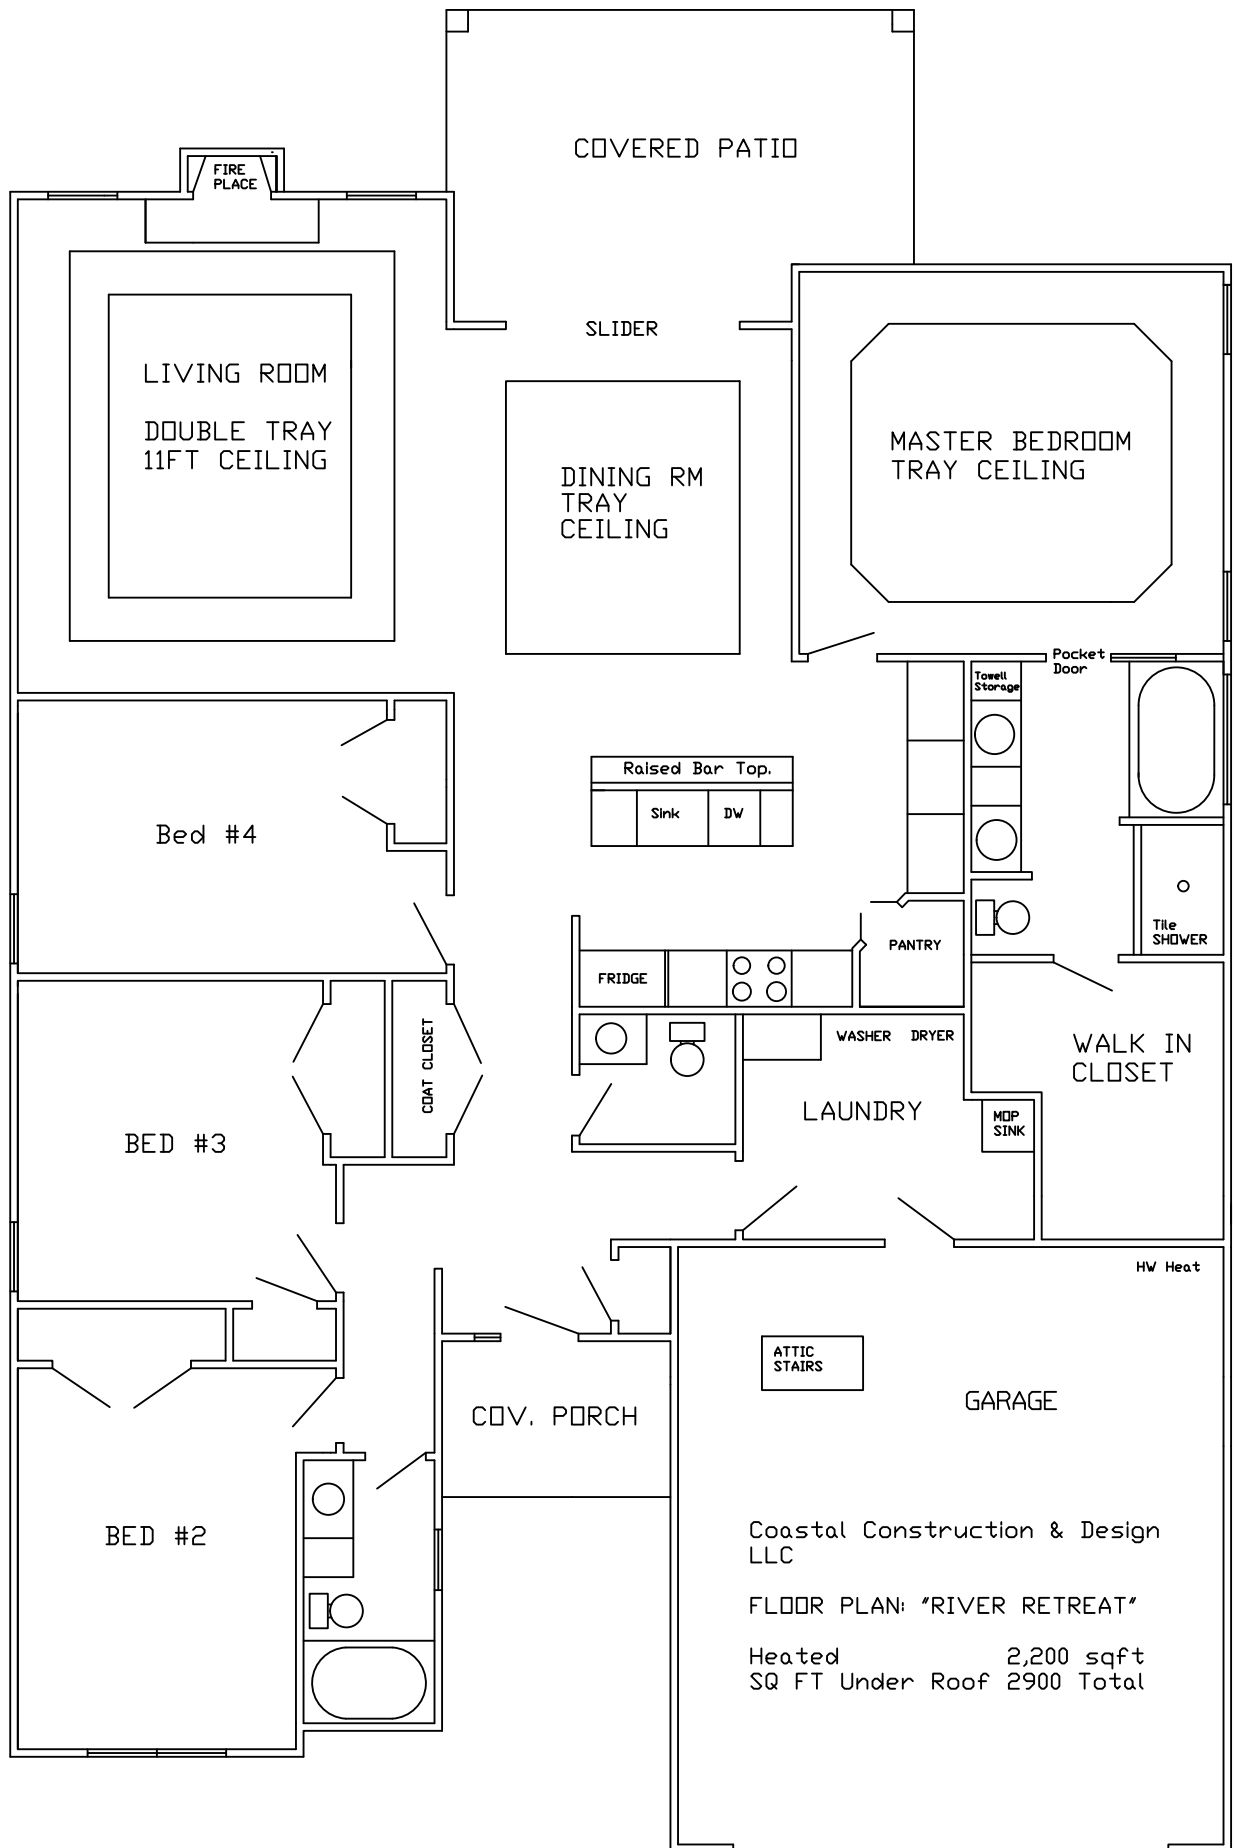 COVERED PATIO
FIRE
PLACE
SLIDER
LIVING ROOM
DOUBLE TRAY
11FT CEILING
DINING RM
TRAY
CEILING
MASTER BEDROOM
TRAY CEILING
Pocket
Door
Towell
Storage
Raised Bar Top.
Sink
DW
Bed #4
Tile
SHOWER
PANTRY
FRIDGE
COAT CLOSET
WASHER DRYER
WALK IN
CLOSET
LAUNDRY
MOP
SINK
BED #3
HW Heat
ATTIC
STAIRS
GARAGE
COV. PORCH
BED #2
Coastal Construction & Design
LLC
FLOOR PLAN: "RIVER RETREAT"
Heated 2,200 sqft
SQ FT Under Roof 2900 Total